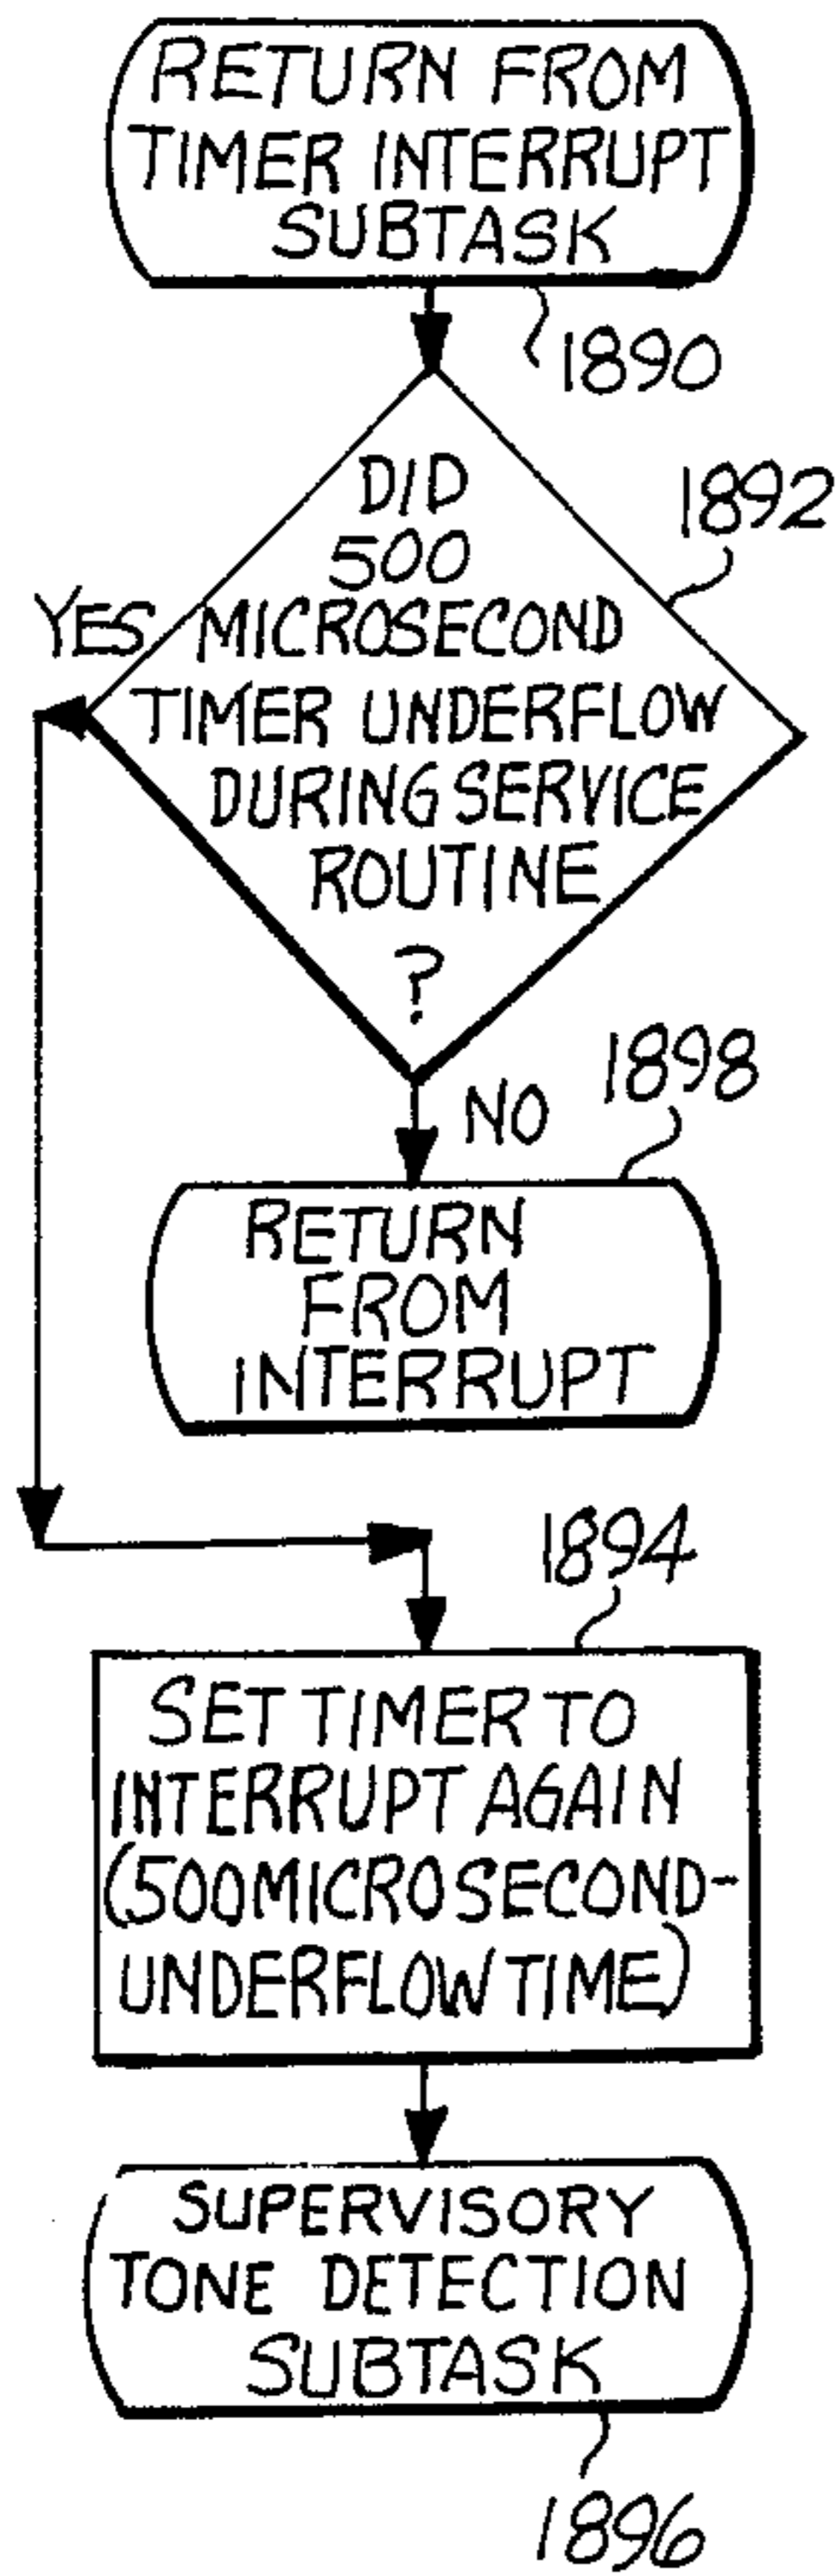 RETURN FROM
TIMER INTERRUPT
SUBTASK
1890
DID
500
MICROSECOND
TIMER UNDERFLOW
DURING SERVICE
ROUTINE
?
1892
YES
NO
1898
RETURN
FROM
INTERRUPT
1894
SET TIMER TO
INTERRUPT AGAIN
(500 MICROSECOND-
UNDERFLOW TIME)
SUPERVISORY
TONE DETECTION
SUBTASK
1896